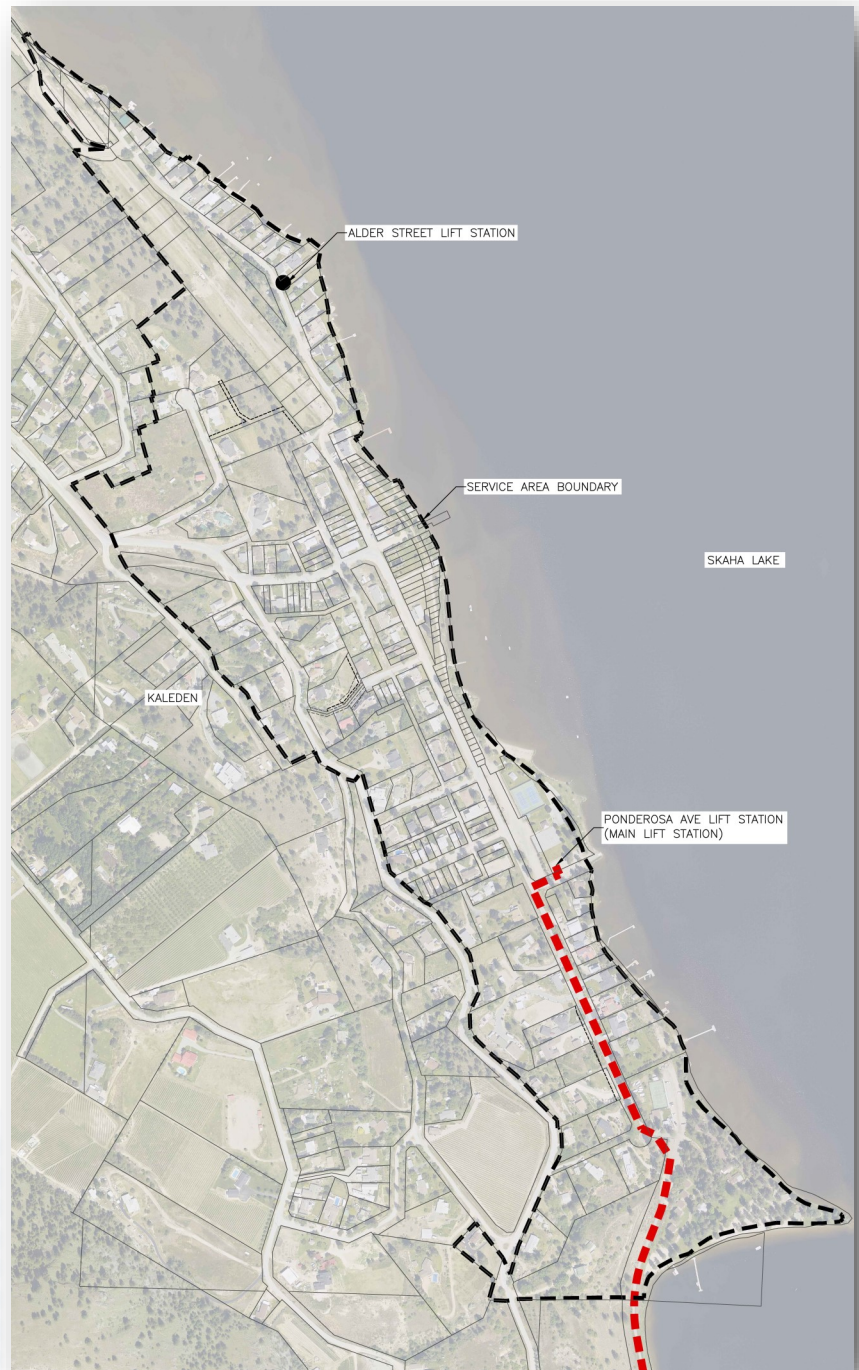 ALDER STREET LIFT STATION
SERVICE AREA BOUNDARY
SKAHA LAKE
KALEDEN
PONDEROSA AVE LIFT STATION
(MAIN LIFT STATION)